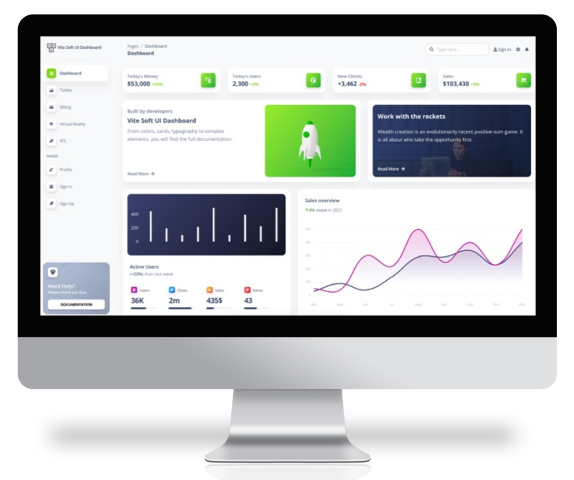 Vite Soft UI Dashboard
Pages / Dashboard
Dashboard
Type here...
Sign In
Dashboard
Tables
Billing
Virtual Reality
RTL
PAGES
Profile
Sign In
Sign Up
Need Help?
Please check our docs
DOCUMENTATION
Today's Money
$53,000 +55%
Today's Users
2,300 +3%
New Clients
+3,462 -2%
Sales
$103,430 +5%
Built by developers
Vite Soft UI Dashboard
From colors, cards, typography to complex
elements, you will find the full documentation.
Read More
Work with the rockets
Wealth creation is an evolutionarily recent positive-sum game. It
is all about who take the opportunity first.
Read More
400
200
0
Active Users
(+23%) than last week
Users
Clicks
Sales
Items
36K
2m
435$
43
Sales overview
4% more in 2021